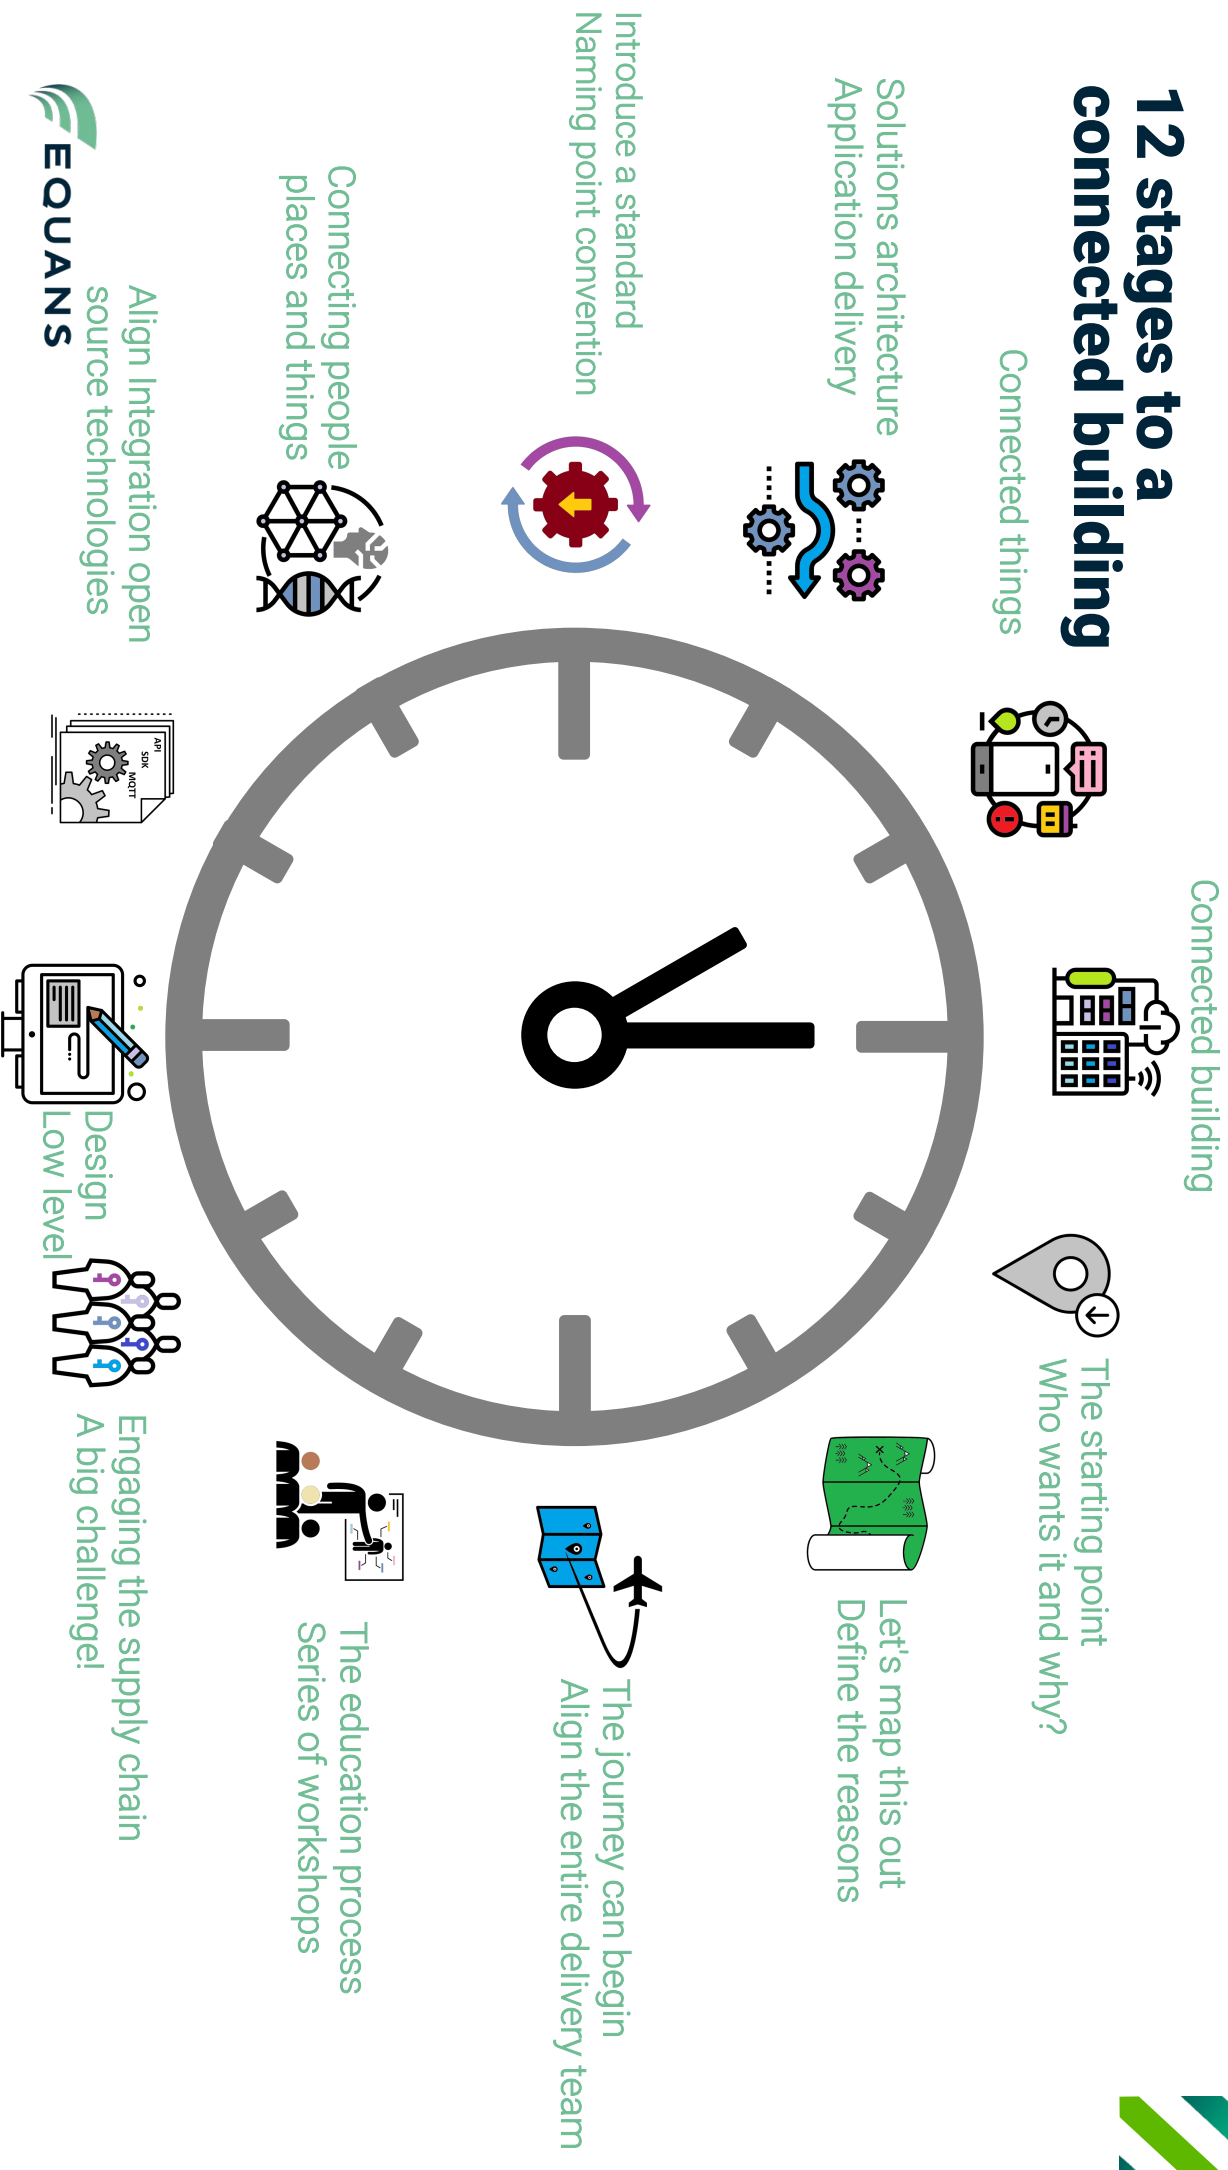 12 stages to a
connected building
Connected building
The starting point
Who wants it and why?
Let's map this out
Define the reasons
The journey can begin
Align the entire delivery team
The education process
Series of workshops
Engaging the supply chain
A big challenge!
Design
Low level
Align Integration open
source technologies
API
SDK
MQTT
Connecting people
places and things
Introduce a standard
Naming point convention
Solutions architecture
Application delivery
Connected things
EQUANS